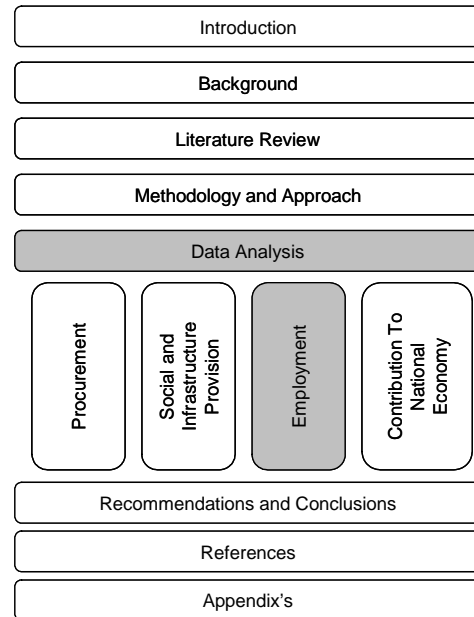 Introduction
Background
Literature Review
Methodology and Approach
Data Analysis
Procurement
Social and
Infrastructure
Provision
Employment
Contribution To
National
Economy
Recommendations and Conclusions
References
Appendix's